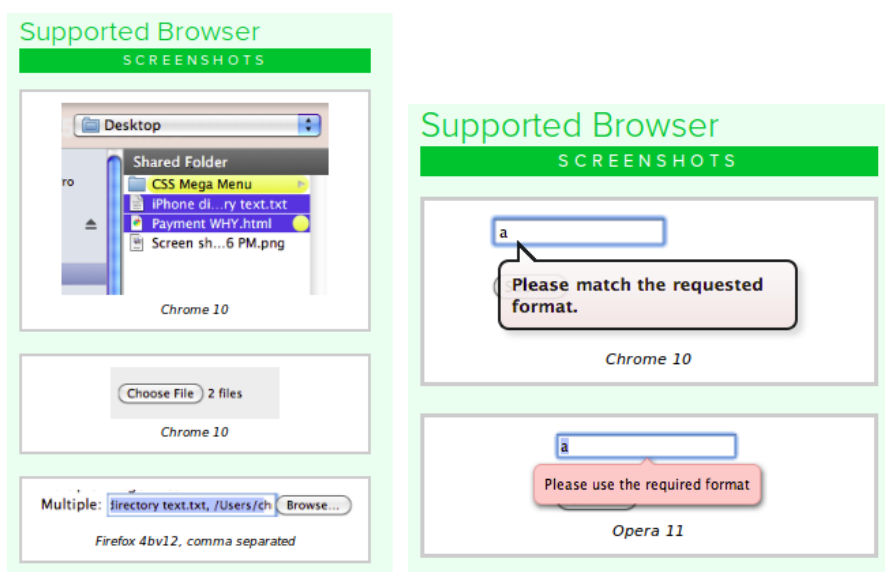 Supported Browser
SCREENSHOTS
Desktop
Shared Folder
ro
CSS Mega Menu
iPhone di...ry text.txt
Payment WHY.html
Screen sh...6 PM.png
Chrome 10
Choose File 2 files
Chrome 10
Multiple: directory text.txt, /Users/ch Browse...
Firefox 4bv12, comma separated
Supported Browser
SCREENSHOTS
a
Please match the requested
format.
Chrome 10
a
Please use the required format
Opera 11